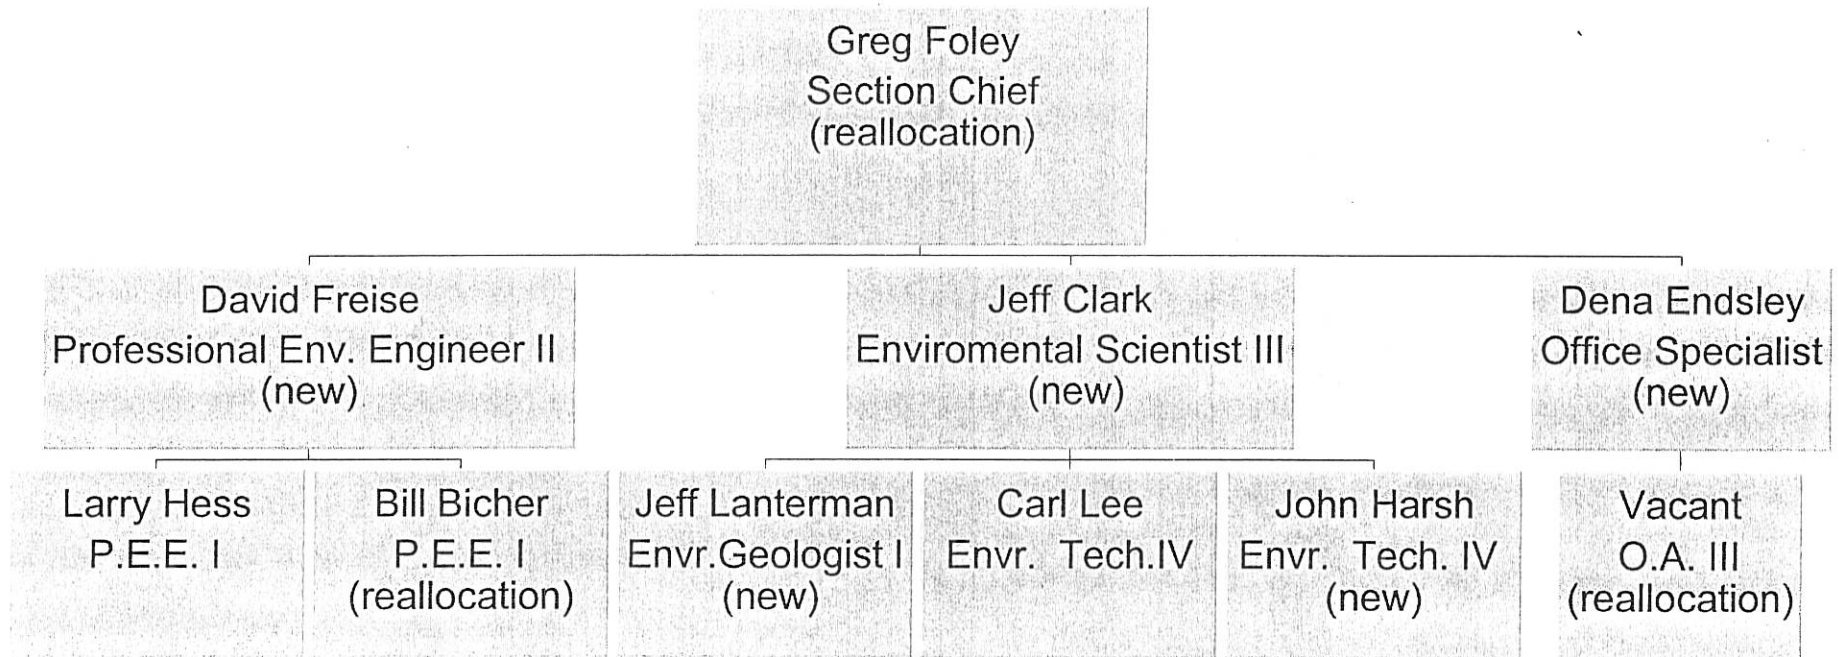 Greg Foley
Section Chief
(reallocation)
David Freise
Professional Env. Engineer II
(new)
Jeff Clark
Enviromental Scientist III
(new)
Dena Endsley
Office Specialist
(new)
Larry Hess
P.E.E. I
Bill Bicher
P.E.E. I
(reallocation)
Jeff Lanterman
Envr.Geologist I
(new)
Carl Lee
Envr. Tech.IV
John Harsh
Envr. Tech. IV
(new)
Vacant
O.A. III
(reallocation)